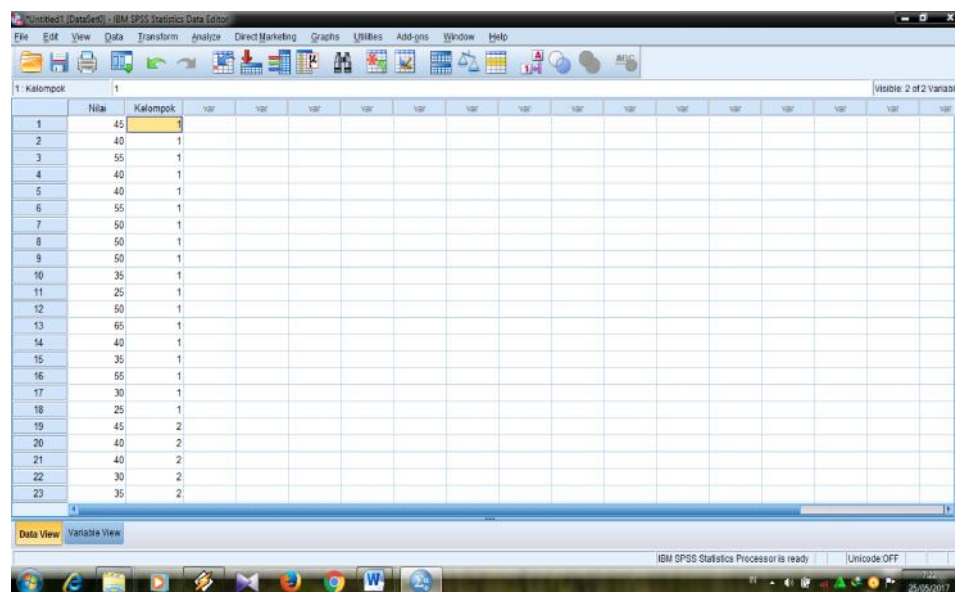 *Untitled1 [DataSet0] - IBM SPSS Statistics Data Editor
File Edit View Data Transform Analyze Direct Marketing Graphs Utilities Add-ons Window Help
1 : Kelompok 1 Visible: 2 of 2 Variabl
Nilai Kelompok var var var var var var var var var var var var var
1 45 1
2 40 1
3 55 1
4 40 1
5 40 1
6 55 1
7 50 1
8 50 1
9 50 1
10 35 1
11 25 1
12 50 1
13 65 1
14 40 1
15 35 1
16 55 1
17 30 1
18 25 1
19 45 2
20 40 2
21 40 2
22 30 2
23 35 2
Data View Variable View
IBM SPSS Statistics Processor is ready Unicode:OFF
7:22
25/05/2017